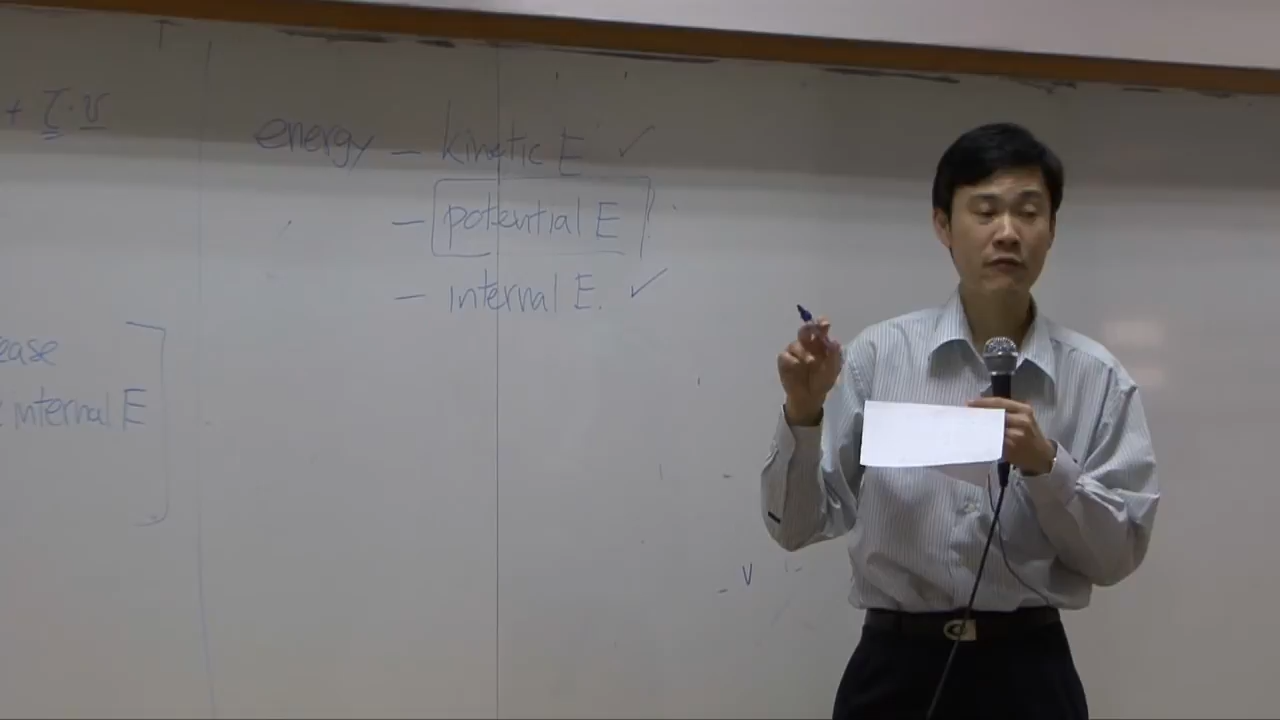 + τ · v
energy – kinetic E ✓
– potential E
– internal E. ✓
ease
internal E